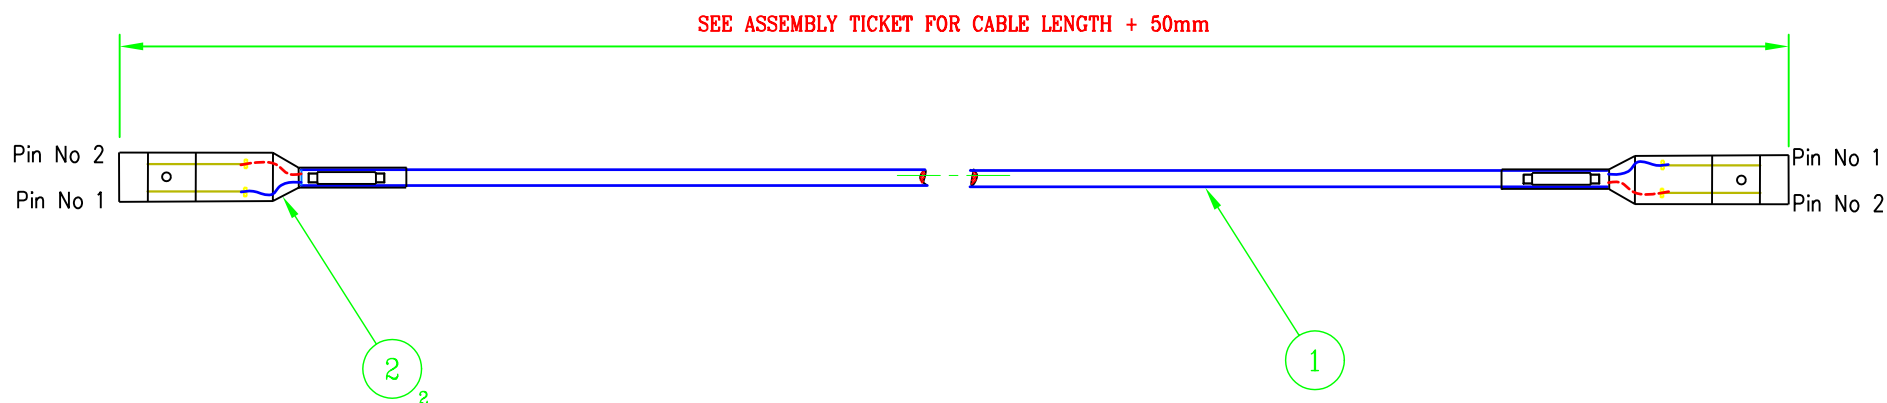 SEE ASSEMBLY TICKET FOR CABLE LENGTH + 50mm
Pin No 2
Pin No 1
Pin No 1
Pin No 2
2
2
1